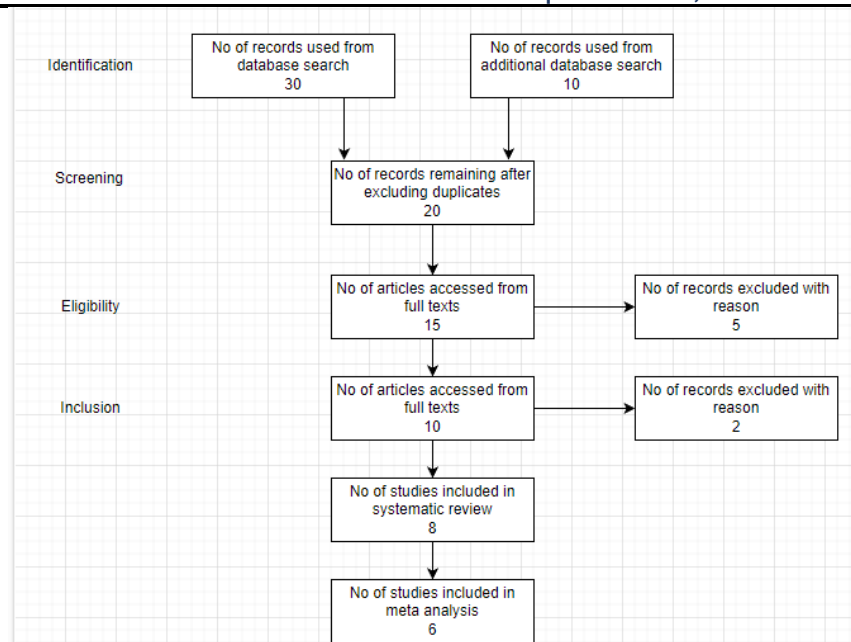 Identification
No of records used from
database search
30
No of records used from
additional database search
10
Screening
No of records remaining after
excluding duplicates
20
Eligibility
No of articles accessed from
full texts
15
No of records excluded with
reason
5
Inclusion
No of articles accessed from
full texts
10
No of records excluded with
reason
2
No of studies included in
systematic review
8
No of studies included in
meta analysis
6